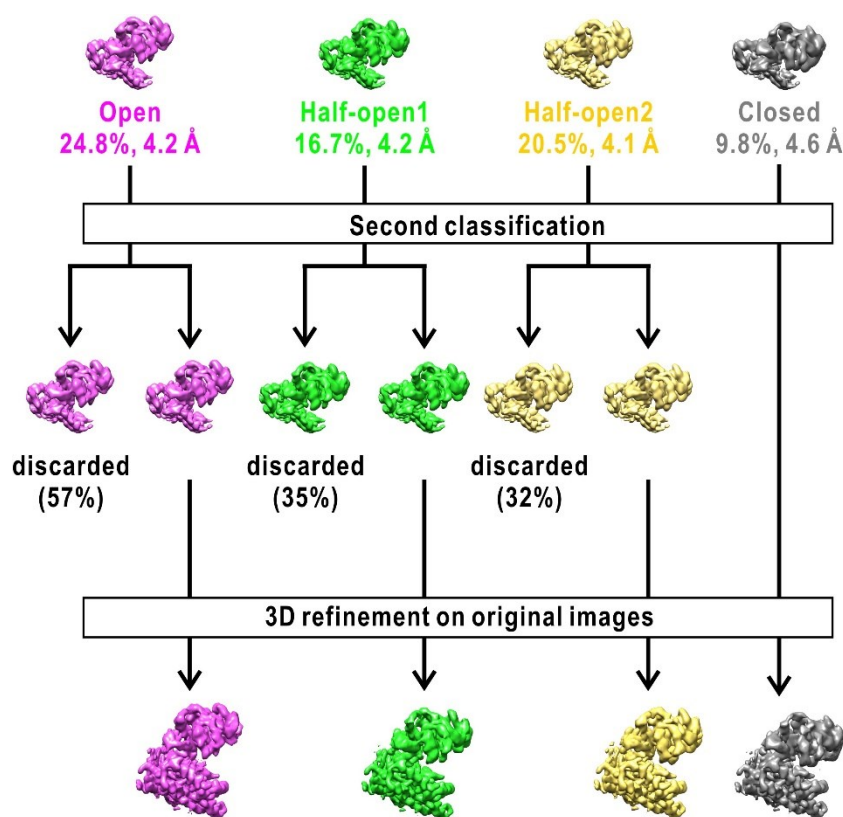 Open
24.8%, 4.2 Å
Half-open1
16.7%, 4.2 Å
Half-open2
20.5%, 4.1 Å
Closed
9.8%, 4.6 Å
Second classification
discarded
(57%)
discarded
(35%)
discarded
(32%)
3D refinement on original images